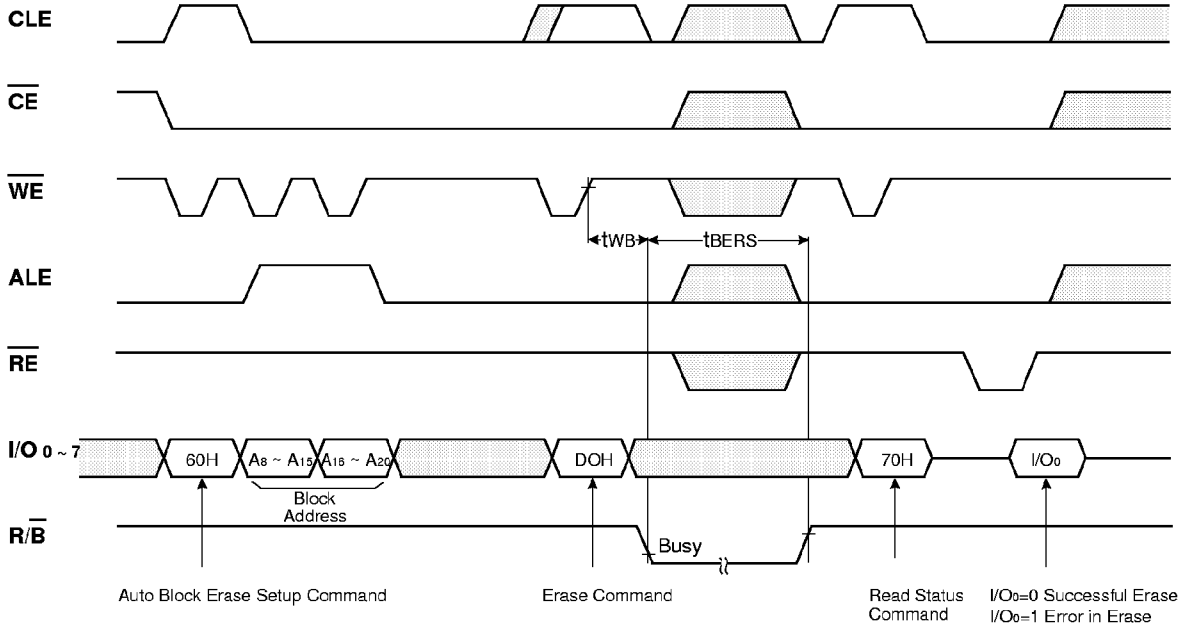 CLE
CE
WE
tWB
tBERS
ALE
RE
I/O 0 ~ 7
60H
A8 ~ A15
A16 ~ A20
DOH
70H
I/O0
Block
Address
R/B
Busy
Auto Block Erase Setup Command
Erase Command
Read Status
Command
I/O0=0 Successful Erase
I/O0=1 Error in Erase